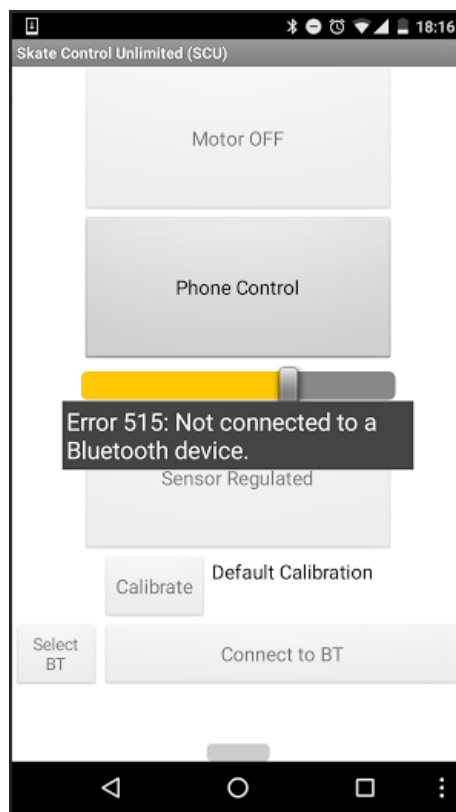 18:16
Skate Control Unlimited (SCU)
Motor OFF
Phone Control
Error 515: Not connected to a
Bluetooth device.
Sensor Regulated
Calibrate
Default Calibration
Select
BT
Connect to BT